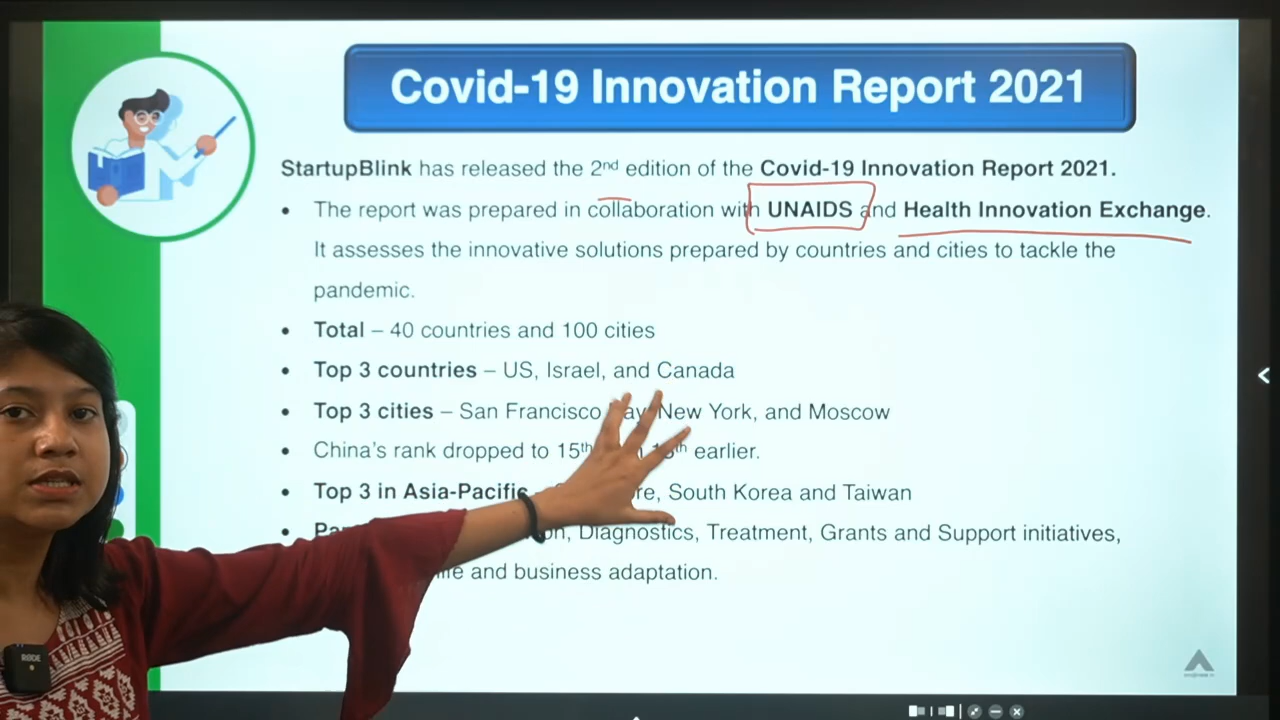 Covid-19 Innovation Report 2021
StartupBlink has released the 2nd edition of the Covid-19 Innovation Report 2021.
• The report was prepared in collaboration with UNAIDS and Health Innovation Exchange.
It assesses the innovative solutions prepared by countries and cities to tackle the
pandemic.
• Total – 40 countries and 100 cities
• Top 3 countries – US, Israel, and Canada
• Top 3 cities – San Francisco Bay, New York, and Moscow
• China's rank dropped to 15th earlier.
• Top 3 in Asia-Pacific – South Korea and Taiwan
• Diagnostics, Treatment, Grants and Support initiatives,
and business adaptation.
RODE